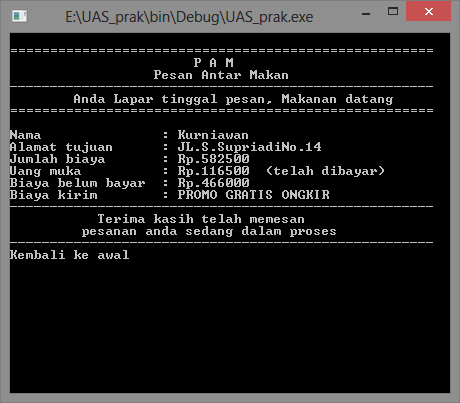 E:\UAS_prak\bin\Debug\UAS_prak.exe
=====================================================
P A M
Pesan Antar Makan
-----------------------------------------------------
Anda Lapar tinggal pesan, Makanan datang
=====================================================
Nama : Kurniawan
Alamat tujuan : JL.S.SupriadiNo.14
Jumlah biaya : Rp.582500
Uang muka : Rp.116500 (telah dibayar)
Biaya belum bayar : Rp.466000
Biaya kirim : PROMO GRATIS ONGKIR
-----------------------------------------------------
Terima kasih telah memesan
pesanan anda sedang dalam proses
-----------------------------------------------------
Kembali ke awal